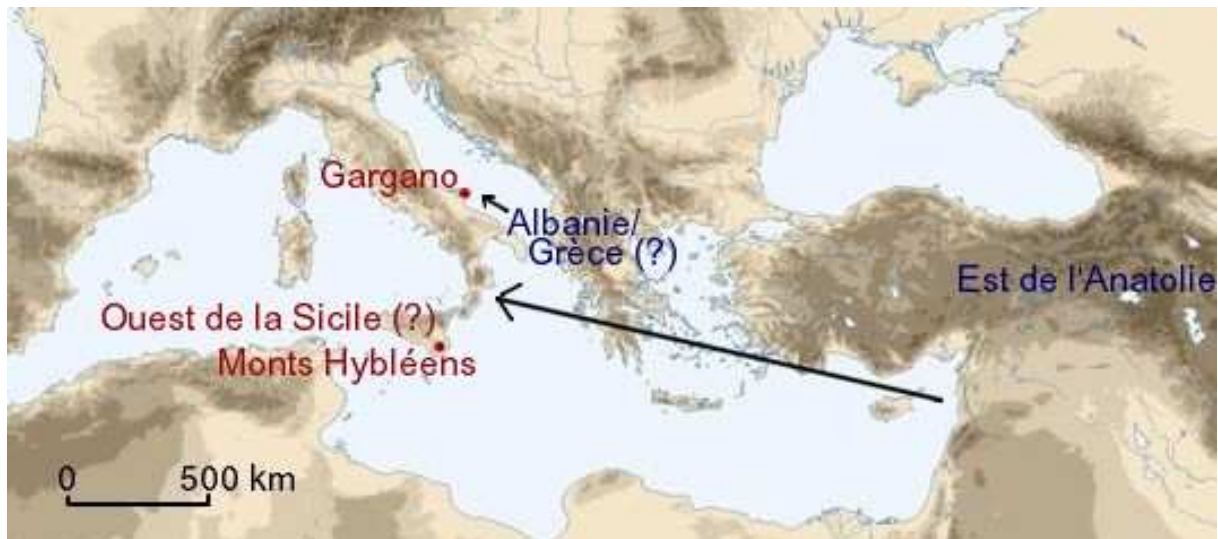 Gargano
Albanie/
Grèce (?)
Est de l'Anatolie
Ouest de la Sicile (?)
Monts Hybléens
0 500 km